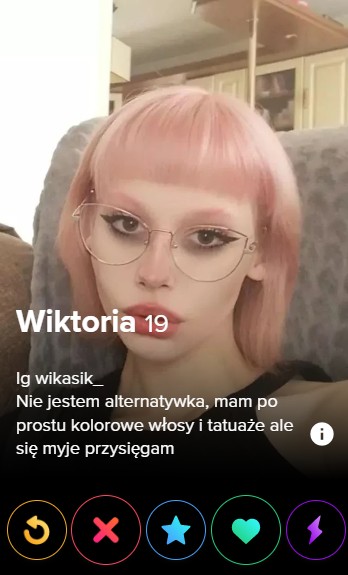 Wiktoria 19
Ig wikasik_
Nie jestem alternatywka, mam po
prostu kolorowe włosy i tatuaże ale
się myje przysięgam